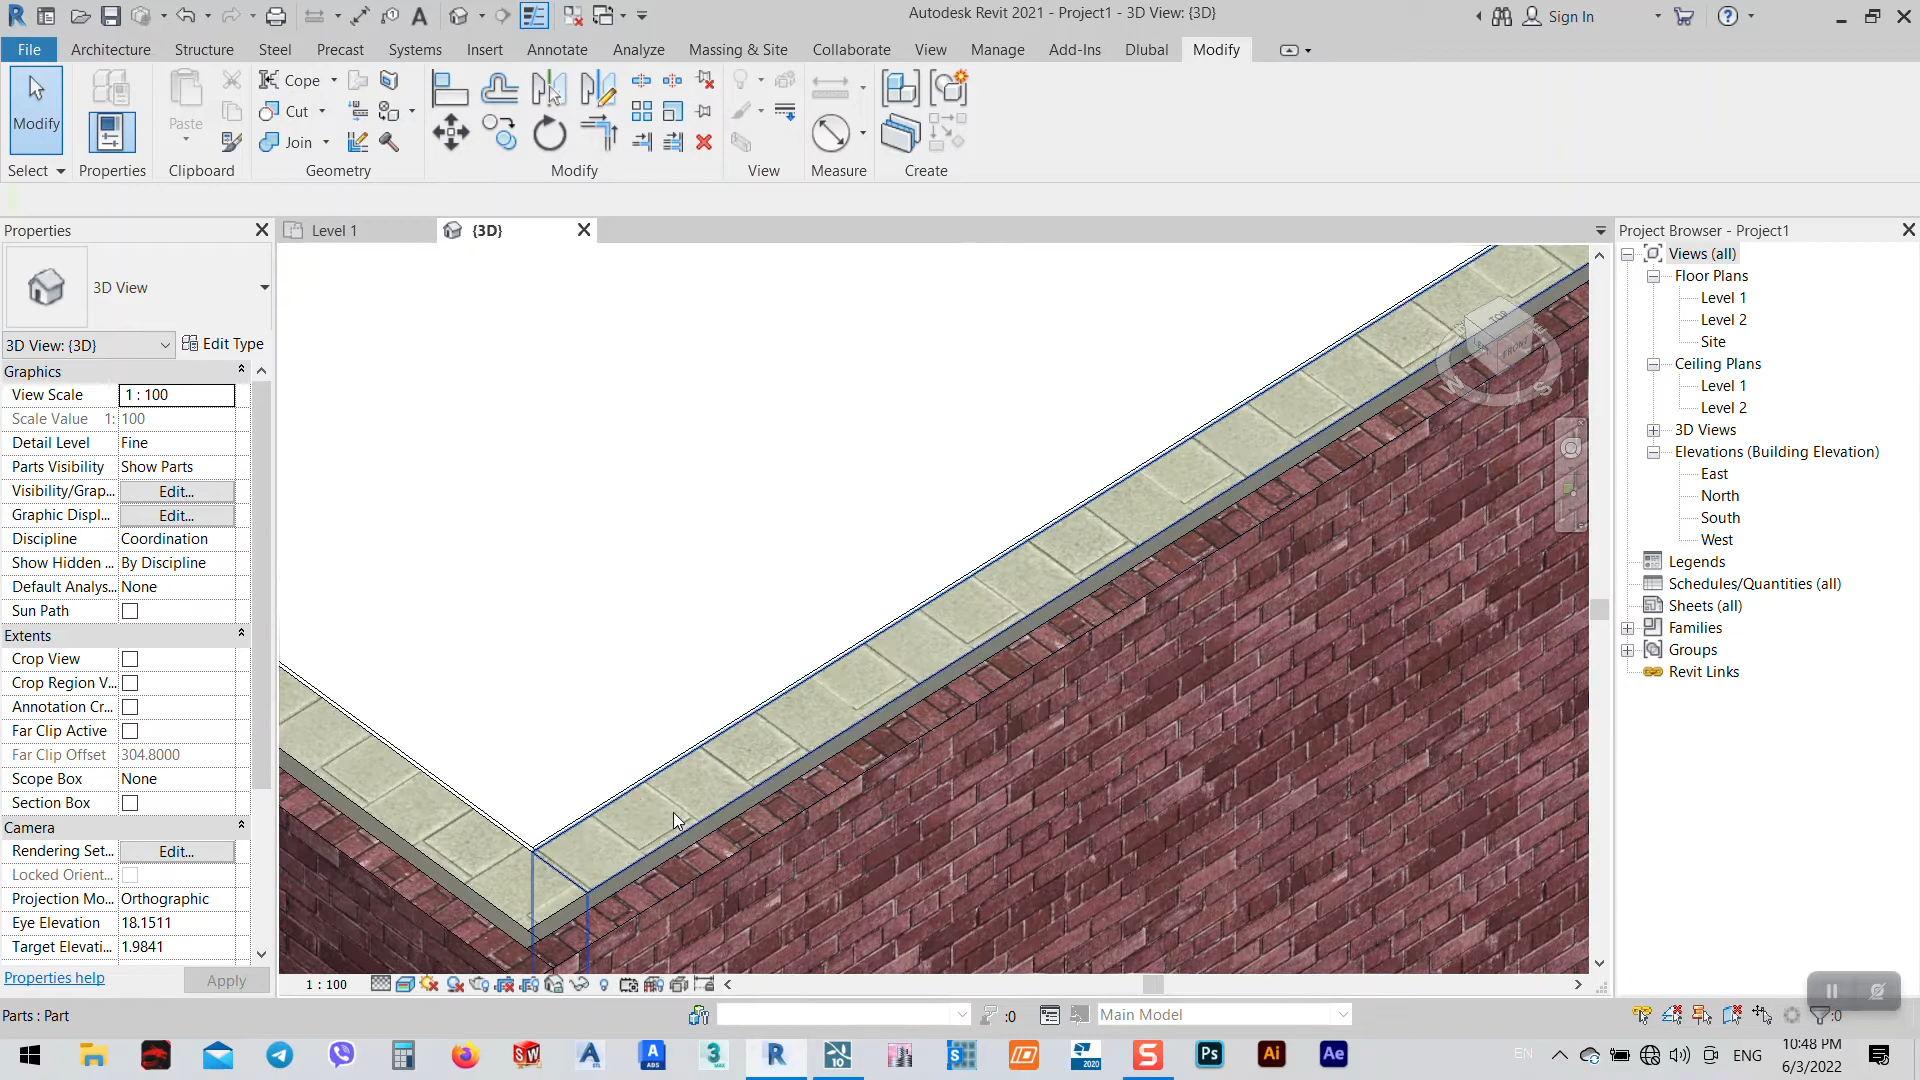 Autodesk Revit 2021 - Project1 - 3D View: {3D}
Sign In
File
Architecture
Structure
Steel
Precast
Systems
Insert
Annotate
Analyze
Massing & Site
Collaborate
View
Manage
Add-Ins
Dlubal
Modify
Modify
Paste
Cope
Cut
Join
Select
Properties
Clipboard
Geometry
Modify
View
Measure
Create
Properties
3D View
3D View: {3D}
Edit Type
Graphics
View Scale
1 : 100
Scale Value 1:
100
Detail Level
Fine
Parts Visibility
Show Parts
Visibility/Grap...
Edit...
Graphic Displ...
Edit...
Discipline
Coordination
Show Hidden ...
By Discipline
Default Analys...
None
Sun Path
Extents
Crop View
Crop Region V...
Annotation Cr...
Far Clip Active
Far Clip Offset
304.8000
Scope Box
None
Section Box
Camera
Rendering Set...
Edit...
Locked Orient...
Projection Mo...
Orthographic
Eye Elevation
18.1511
Target Elevati...
1.9841
Properties help
Apply
Level 1
{3D}
TOP
FRONT
W
S
1 : 100
Project Browser - Project1
Views (all)
Floor Plans
Level 1
Level 2
Site
Ceiling Plans
Level 1
Level 2
3D Views
Elevations (Building Elevation)
East
North
South
West
Legends
Schedules/Quantities (all)
Sheets (all)
Families
Groups
Revit Links
Parts : Part
:0
Main Model
:0
EN
ENG
10:48 PM
6/3/2022